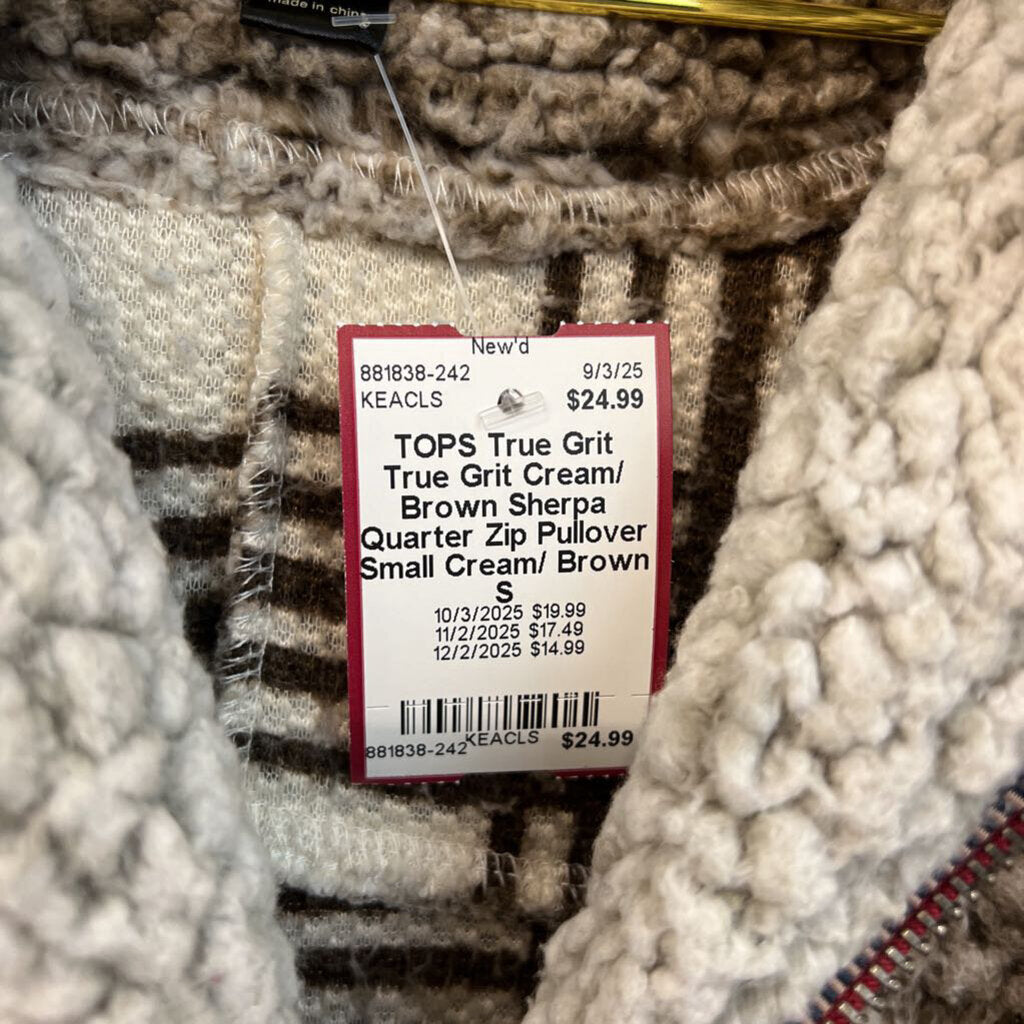 made in china
New'd
881838-242 9/3/25
KEACLS $24.99
TOPS True Grit
True Grit Cream/
Brown Sherpa
Quarter Zip Pullover
Small Cream/ Brown
S
10/3/2025 $19.99
11/2/2025 $17.49
12/2/2025 $14.99
881838-242 KEACLS $24.99